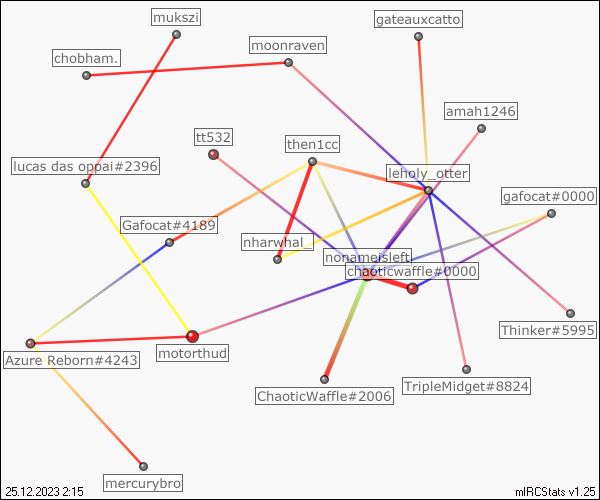 mukszi
gateauxcatto
moonraven
chobham.
amah1246
tt532
then1cc
lucas das oppai#2396
leholy_otter
gafocat#0000
Gafocat#4189
nharwhal_
nonameisleft_
chaoticwaffle#0000
Thinker#5995
Azure Reborn#4243
motorthud
ChaoticWaffle#2006
TripleMidget#8824
mercurybro
25.12.2023 2:15
mIRCStats v1.25